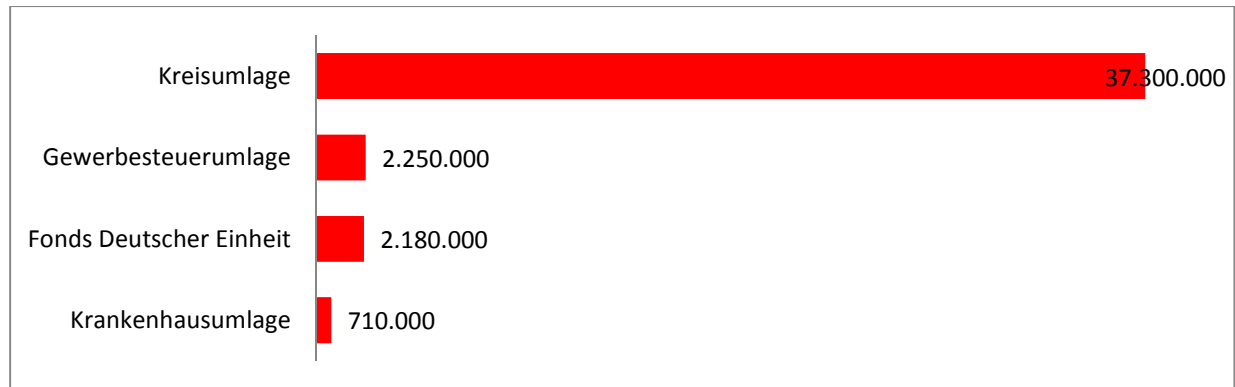 Kreisumlage 37.300.000
Gewerbesteuerumlage 2.250.000
Fonds Deutscher Einheit 2.180.000
Krankenhausumlage 710.000